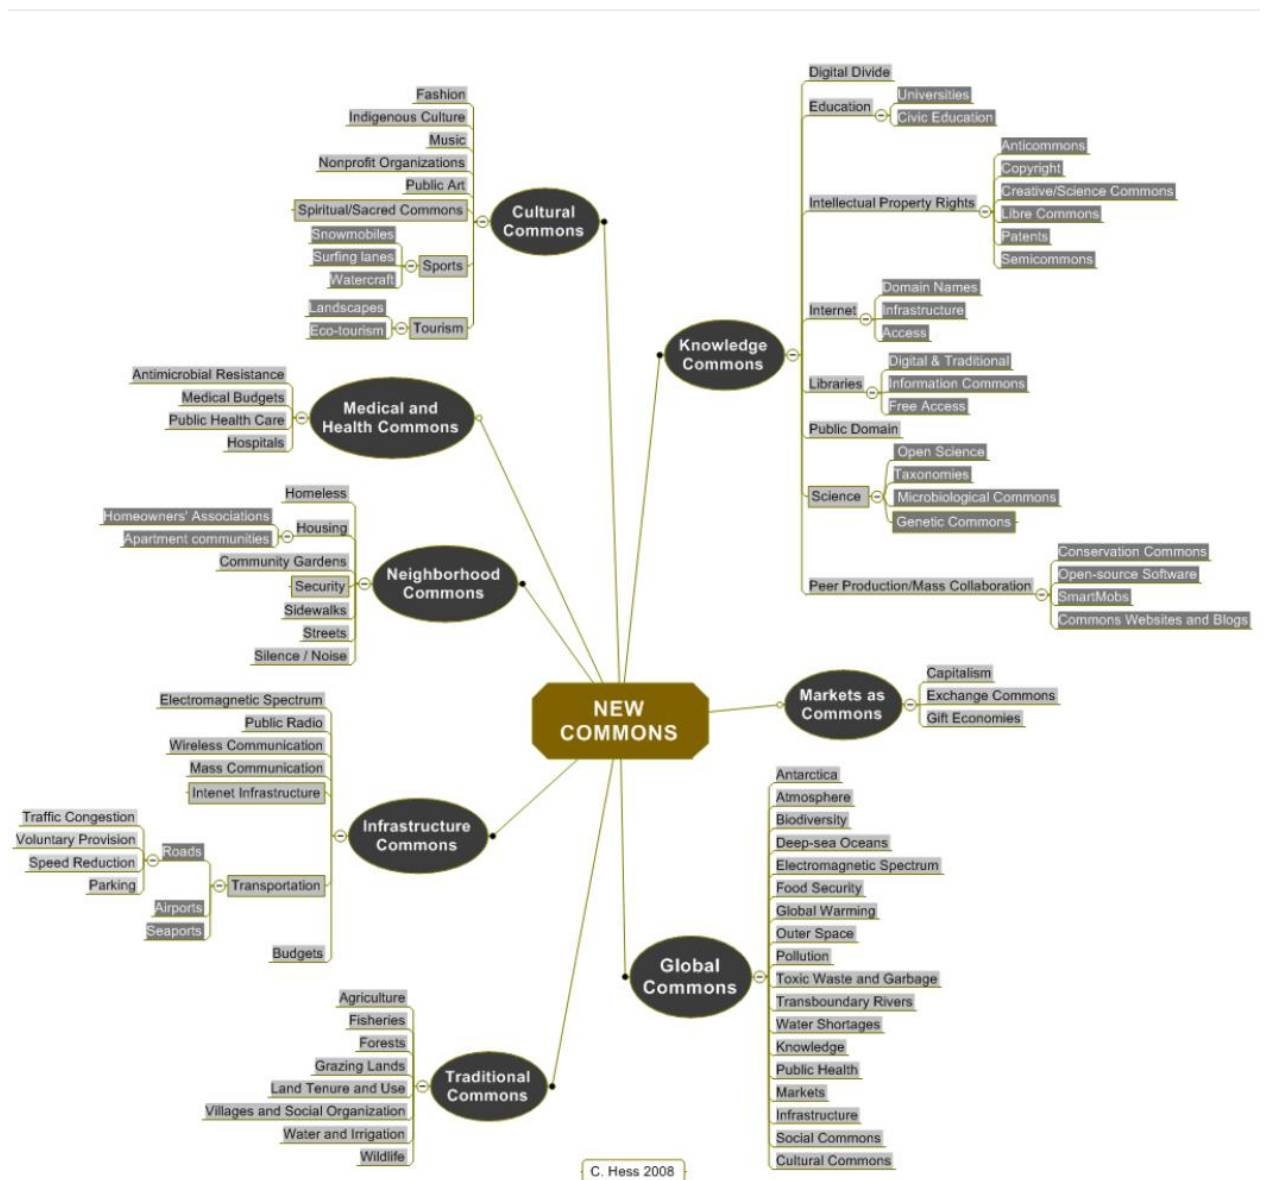 Fashion
Indigenous Culture
Music
Nonprofit Organizations
Public Art
Spiritual/Sacred Commons
Snowmobiles
Surfing lanes
Watercraft
Sports
Landscapes
Eco-tourism
Tourism
Cultural
Commons
Antimicrobial Resistance
Medical Budgets
Public Health Care
Hospitals
Medical and
Health Commons
Homeless
Homeowners' Associations
Apartment communities
Housing
Community Gardens
Security
Sidewalks
Streets
Silence / Noise
Neighborhood
Commons
Electromagnetic Spectrum
Public Radio
Wireless Communication
Mass Communication
Intenet Infrastructure
Traffic Congestion
Voluntary Provision
Speed Reduction
Parking
Roads
Airports
Seaports
Transportation
Budgets
Infrastructure
Commons
Agriculture
Fisheries
Forests
Grazing Lands
Land Tenure and Use
Villages and Social Organization
Water and Irrigation
Wildlife
Traditional
Commons
NEW
COMMONS
Knowledge
Commons
Digital Divide
Education
Universities
Civic Education
Intellectual Property Rights
Anticommons
Copyright
Creative/Science Commons
Libre Commons
Patents
Semicommons
Internet
Domain Names
Infrastructure
Access
Libraries
Digital & Traditional
Information Commons
Free Access
Public Domain
Science
Open Science
Taxonomies
Microbiological Commons
Genetic Commons
Peer Production/Mass Collaboration
Conservation Commons
Open-source Software
SmartMobs
Commons Websites and Blogs
Markets as
Commons
Capitalism
Exchange Commons
Gift Economies
Global
Commons
Antarctica
Atmosphere
Biodiversity
Deep-sea Oceans
Electromagnetic Spectrum
Food Security
Global Warming
Outer Space
Pollution
Toxic Waste and Garbage
Transboundary Rivers
Water Shortages
Knowledge
Public Health
Markets
Infrastructure
Social Commons
Cultural Commons
C. Hess 2008